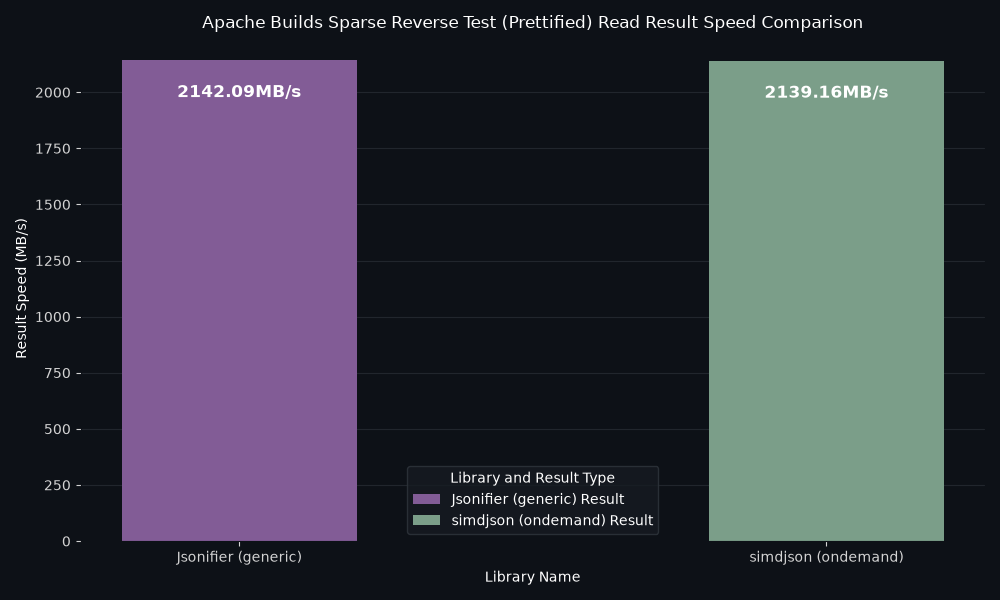 Apache Builds Sparse Reverse Test (Prettified) Read Result Speed Comparison
2142.09MB/s
2139.16MB/s
2000
1750
1500
1250
1000
750
500
250
0
Result Speed (MB/s)
Library and Result Type
Jsonifier (generic) Result
simdjson (ondemand) Result
Jsonifier (generic)
simdjson (ondemand)
Library Name